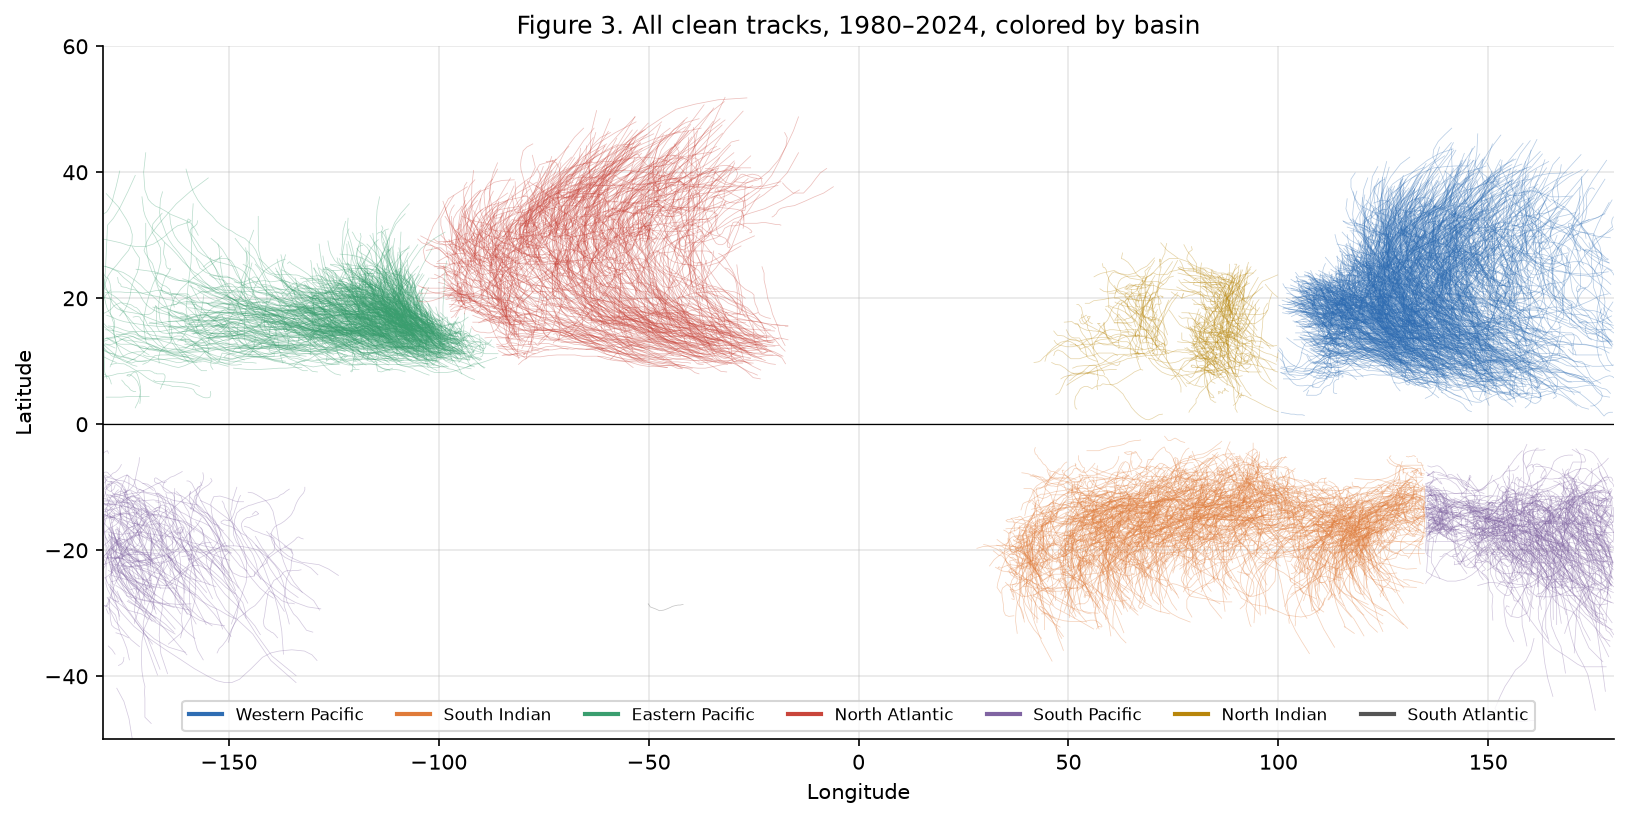 Figure 3. All clean tracks, 1980–2024, colored by basin
60
40
20
0
−20
−40
Latitude
Western Pacific South Indian Eastern Pacific North Atlantic South Pacific North Indian South Atlantic
−150 −100 −50 0 50 100 150
Longitude